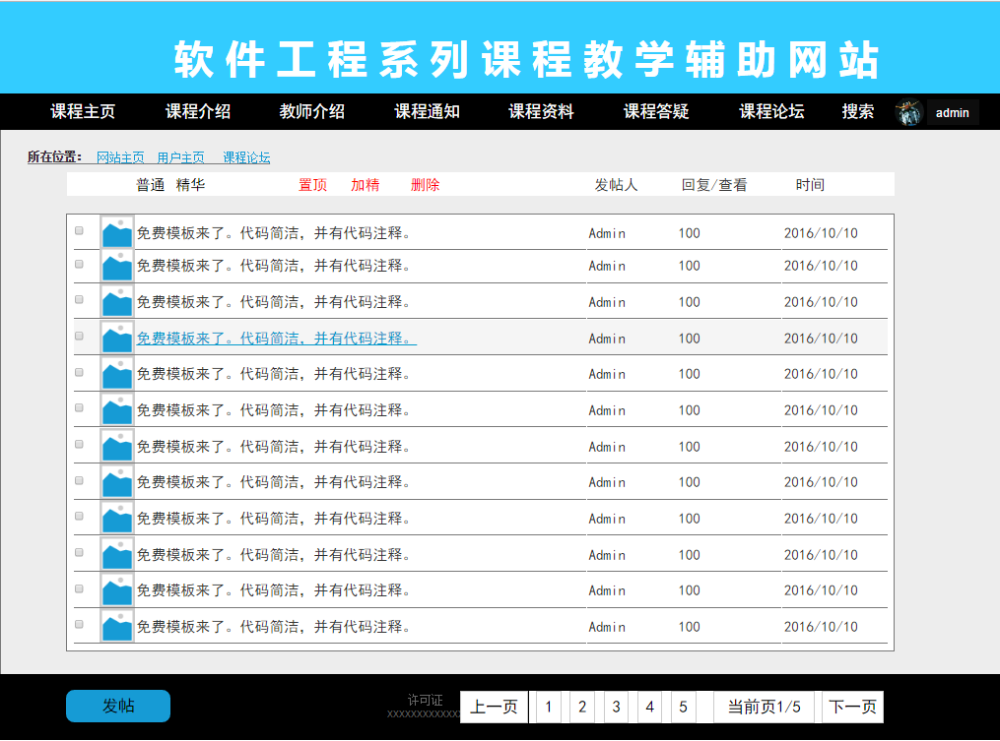 软件工程系列课程教学辅助网站
课程主页 课程介绍 教师介绍 课程通知 课程资料 课程答疑 课程论坛 搜索 admin
所在位置： 网站主页 用户主页 课程论坛
普通 精华 置顶 加精 删除 发帖人 回复/查看 时间
免费模板来了。代码简洁，并有代码注释。 Admin 100 2016/10/10
免费模板来了。代码简洁，并有代码注释。 Admin 100 2016/10/10
免费模板来了。代码简洁，并有代码注释。 Admin 100 2016/10/10
免费模板来了。代码简洁，并有代码注释。 Admin 100 2016/10/10
免费模板来了。代码简洁，并有代码注释。 Admin 100 2016/10/10
免费模板来了。代码简洁，并有代码注释。 Admin 100 2016/10/10
免费模板来了。代码简洁，并有代码注释。 Admin 100 2016/10/10
免费模板来了。代码简洁，并有代码注释。 Admin 100 2016/10/10
免费模板来了。代码简洁，并有代码注释。 Admin 100 2016/10/10
免费模板来了。代码简洁，并有代码注释。 Admin 100 2016/10/10
免费模板来了。代码简洁，并有代码注释。 Admin 100 2016/10/10
免费模板来了。代码简洁，并有代码注释。 Admin 100 2016/10/10
发帖 许可证 上一页 1 2 3 4 5 当前页1/5 下一页